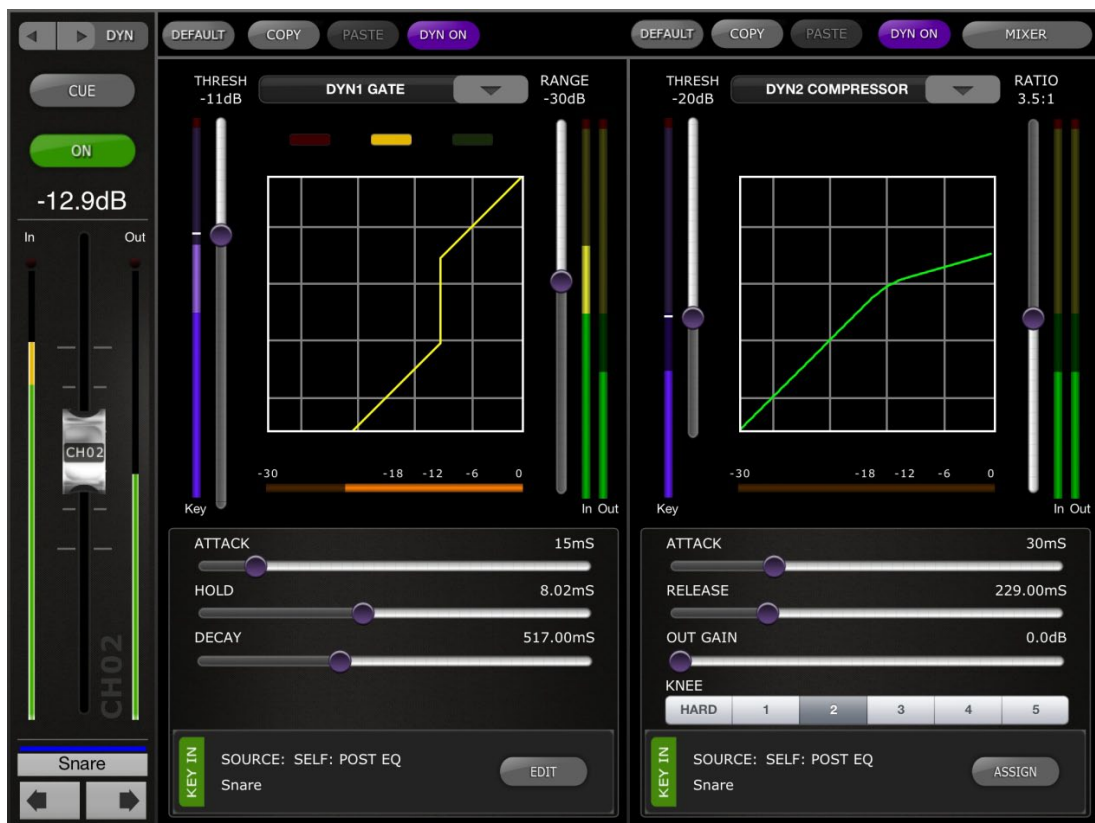 DYN
CUE
ON
-12.9dB
In Out
CH02
CH02
Snare
DEFAULT COPY PASTE DYN ON
THRESH
-11dB
DYN1 GATE
RANGE
-30dB
-30 -18 -12 -6 0
Key In Out
ATTACK 15mS
HOLD 8.02mS
DECAY 517.00mS
KEY IN
SOURCE: SELF: POST EQ
Snare
EDIT
DEFAULT COPY PASTE DYN ON MIXER
THRESH
-20dB
DYN2 COMPRESSOR
RATIO
3.5:1
-30 -18 -12 -6 0
Key In Out
ATTACK 30mS
RELEASE 229.00mS
OUT GAIN 0.0dB
KNEE
HARD 1 2 3 4 5
KEY IN
SOURCE: SELF: POST EQ
Snare
ASSIGN